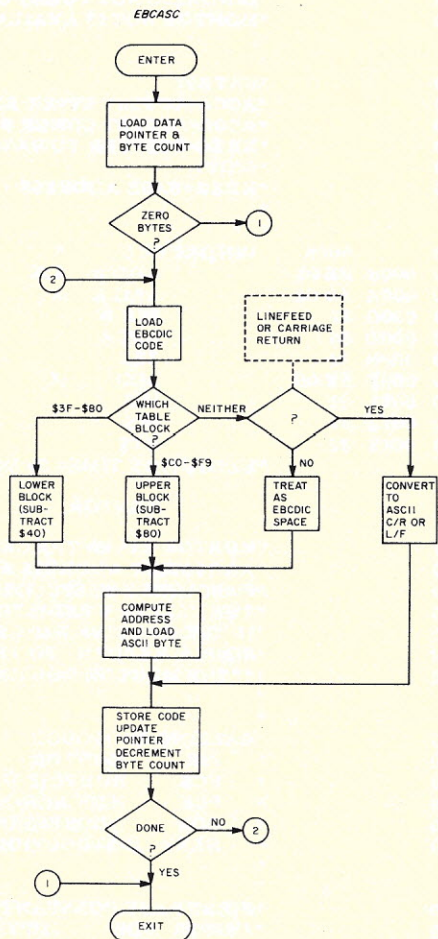 EBCASC
ENTER
LOAD DATA
POINTER &
BYTE COUNT
ZERO
BYTES
?
1
2
LOAD
EBCDIC
CODE
LINEFEED
OR CARRIAGE
RETURN
$3F-$80
WHICH
TABLE
BLOCK
?
NEITHER
?
YES
$C0-$F9
NO
LOWER
BLOCK
(SUB-
TRACT
$40)
UPPER
BLOCK
(SUB-
TRACT
$80)
TREAT
AS
EBCDIC
SPACE
CONVERT
TO
ASCII
C/R OR
L/F
COMPUTE
ADDRESS
AND LOAD
ASCII BYTE
STORE CODE
UPDATE
POINTER
DECREMENT
BYTE COUNT
DONE
?
NO
2
YES
1
EXIT